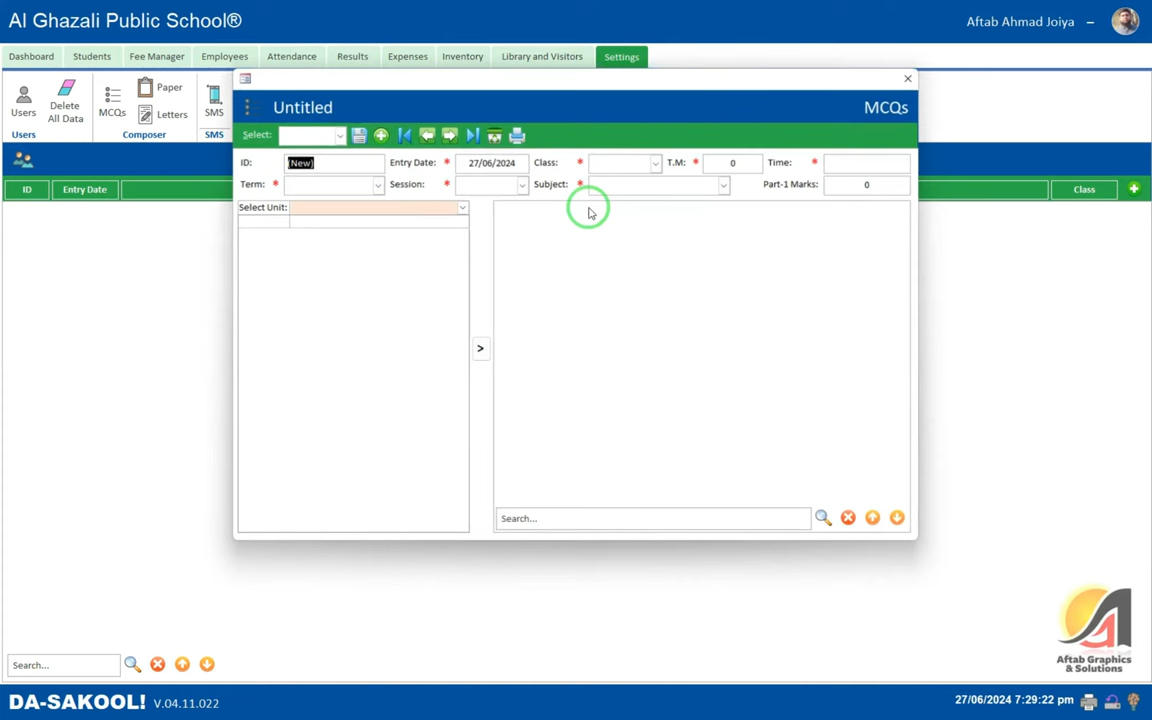 Al Ghazali Public School®
Aftab Ahmad Joiya
Dashboard Students Fee Manager Employees Attendance Results Expenses Inventory Library and Visitors Settings
Users
Delete All Data
MCQs
Paper
Letters
SMS
Users Composer SMS
Untitled
MCQs
Select:
ID: (New) Entry Date: * 27/06/2024 Class: * T.M: * 0 Time: *
Term: * Session: * Subject: * Part-1 Marks: 0
Select Unit:
>
Search...
ID Entry Date Class
Search...
Aftab Graphics
& Solutions
DA-SAKOOL! V.04.11.022
27/06/2024 7:29:22 pm